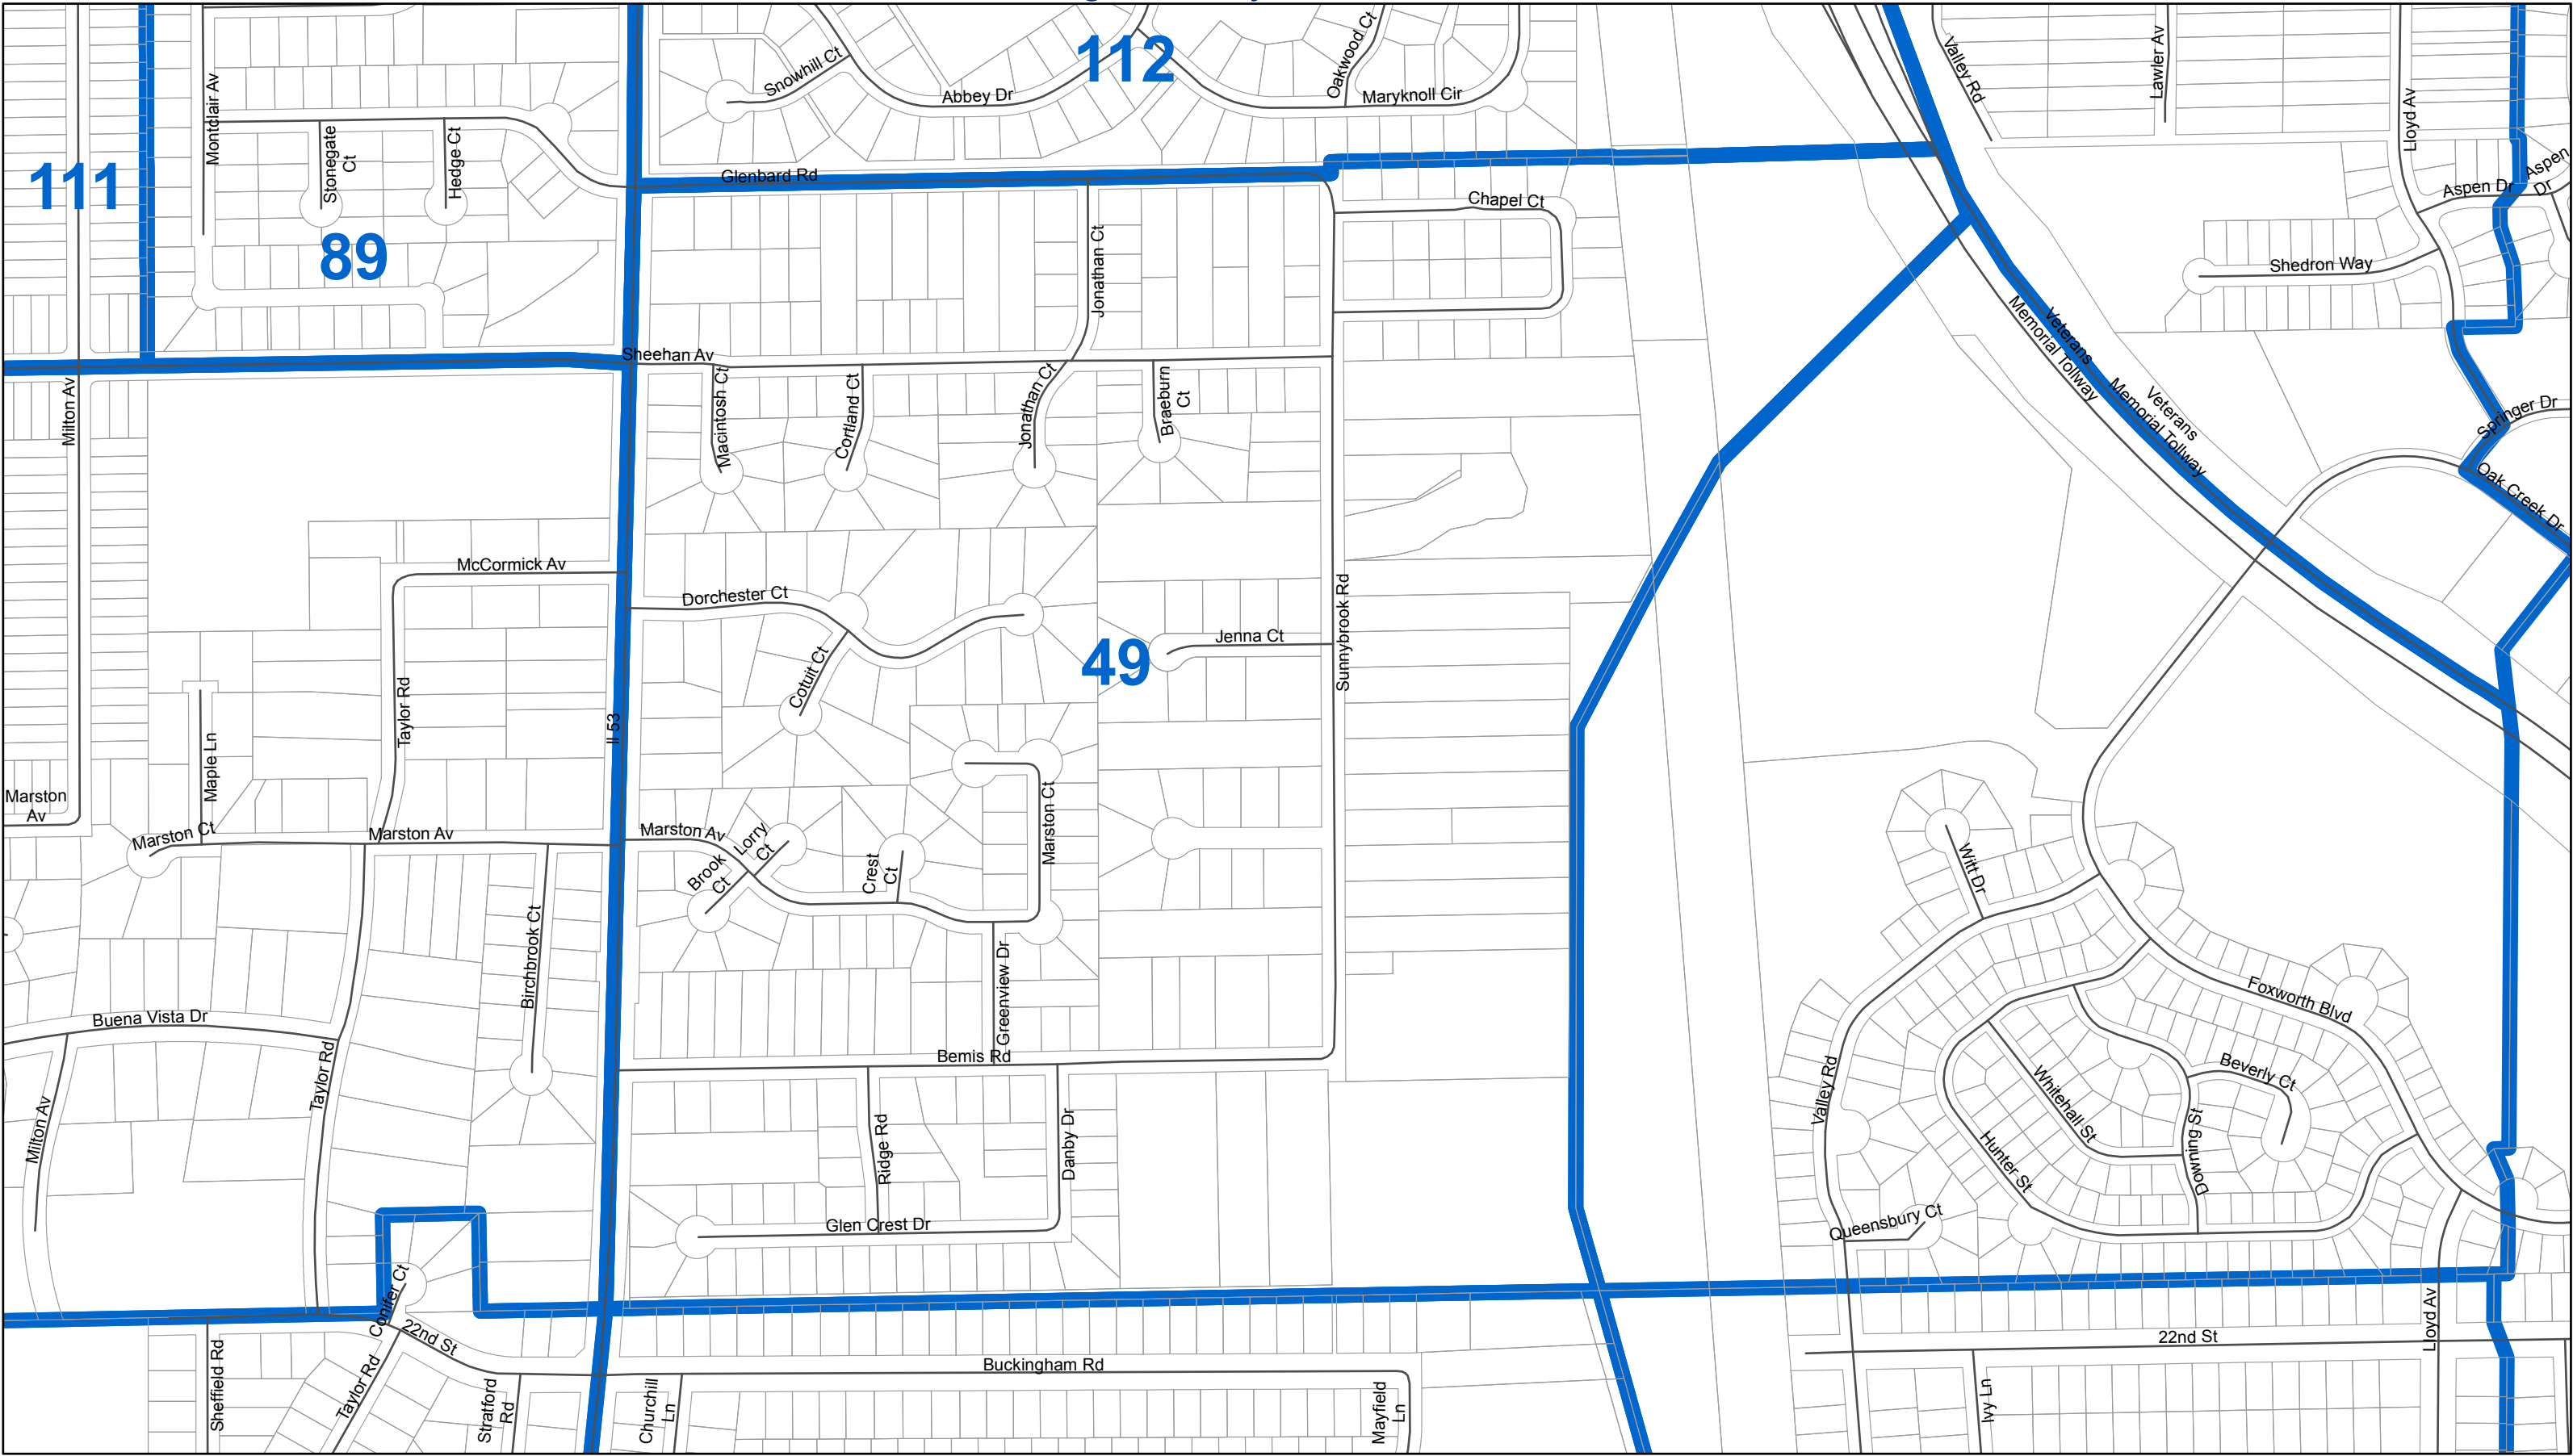 112
Oakwood Ct
Snowhill Ct
Abbey Dr
Maryknoll Cir
Valley Rd
Lawler Av
Lloyd Av
Montclair Av
Stonegate
Ct
Hedge Ct
111
89
Glenbard Rd
Chapel Ct
Aspen Dr
Aspen
Dr
Jonathan Ct
Shedron Way
Sheehan Av
Veterans
Memorial Tollway
Veterans
Memorial Tollway
Milton Av
Macintosh Ct
Cortland Ct
Jonathan Ct
Braeburn
Ct
Springer Dr
Oak Creek Dr
McCormick Av
Dorchester Ct
Sunnybrook Rd
Jenna Ct
49
Cotuit Ct
Taylor Rd
Il 53
Maple Ln
Marston
Av
Marston Ct
Marston Av
Marston Av
Lorry
Ct
Brook
Ct
Crest
Ct
Marston Ct
Witt Dr
Birchbrook Ct
Greenview Dr
Foxworth Blvd
Buena Vista Dr
Taylor Rd
Bemis Rd
Valley Rd
Whitehall St
Beverly Ct
Milton Av
Ridge Rd
Danby Dr
Hunter St
Downing St
Glen Crest Dr
Queensbury Ct
Conifer Ct
22nd St
Sheffield Rd
Taylor Rd
Stratford
Rd
Buckingham Rd
Churchill
Ln
Mayfield
Ln
22nd St
Lloyd Av
Ivy Ln